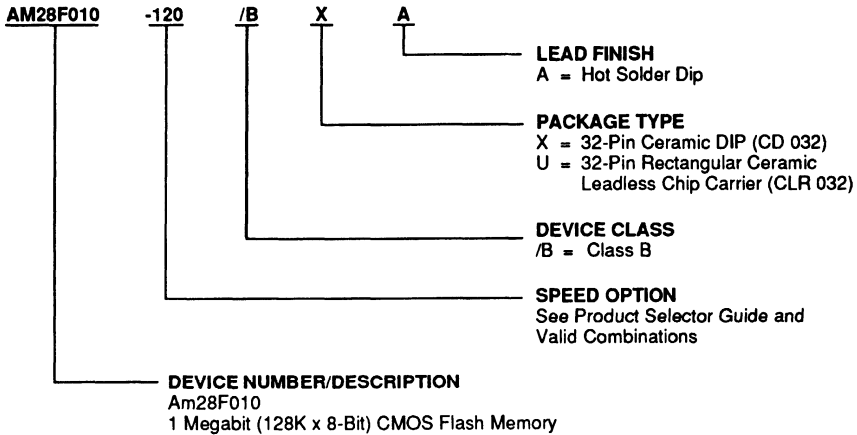 AM28F010 -120 /B X A
LEAD FINISH
A = Hot Solder Dip
PACKAGE TYPE
X = 32-Pin Ceramic DIP (CD 032)
U = 32-Pin Rectangular Ceramic
Leadless Chip Carrier (CLR 032)
DEVICE CLASS
/B = Class B
SPEED OPTION
See Product Selector Guide and
Valid Combinations
DEVICE NUMBER/DESCRIPTION
Am28F010
1 Megabit (128K x 8-Bit) CMOS Flash Memory